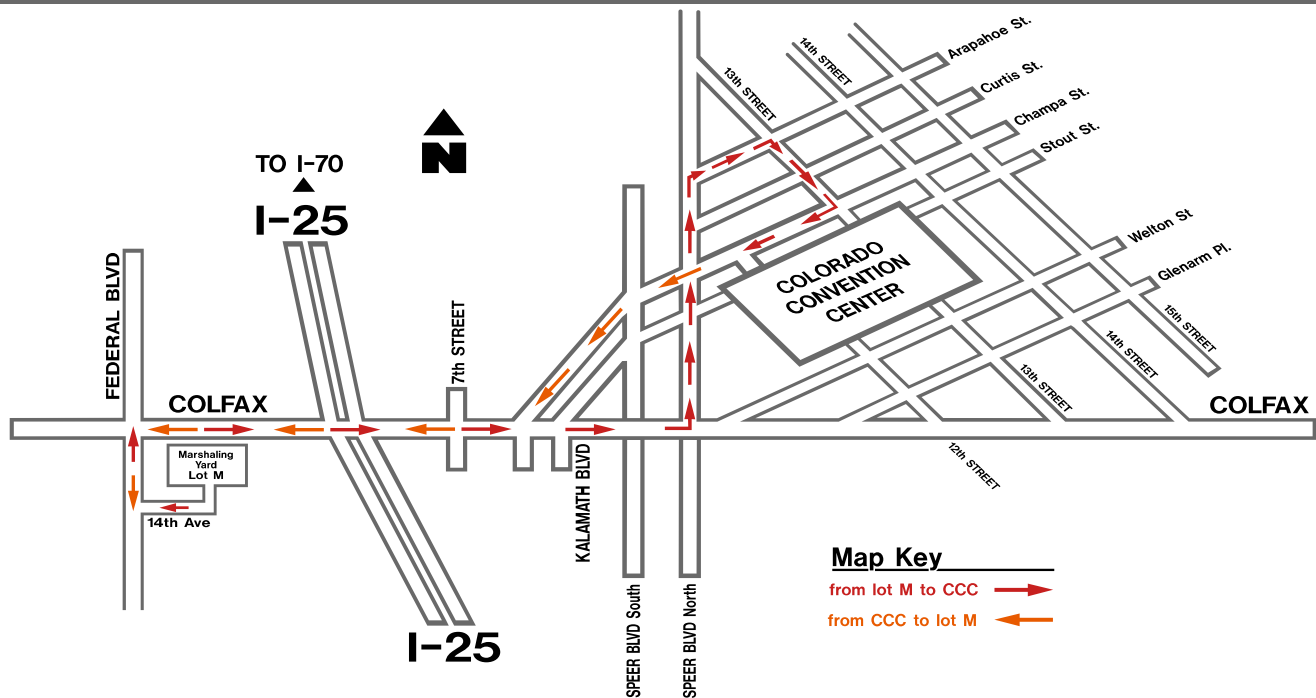 Arapahoe St.
14th STREET
Curtis St.
13th STREET
Champa St.
Stout St.
N
TO I-70
I-25
Welton St
Glenarm Pl.
COLORADO
CONVENTION
CENTER
FEDERAL BLVD
7th STREET
15th STREET
14th STREET
13th STREET
COLFAX
COLFAX
Marshaling
Yard
Lot M
12th STREET
KALAMATH BLVD
14th Ave
Map Key
from lot M to CCC
from CCC to lot M
I-25
SPEER BLVD South
SPEER BLVD North